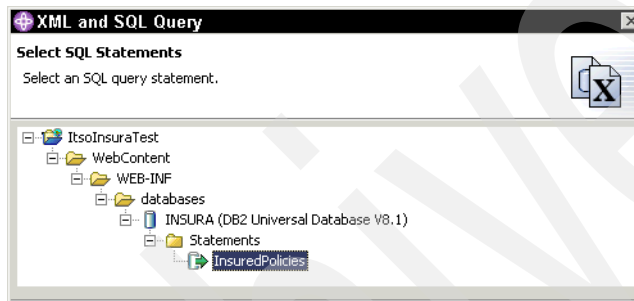 XML and SQL Query
Select SQL Statements
Select an SQL query statement.
ItsoInsuraTest
WebContent
WEB-INF
databases
INSURA (DB2 Universal Database V8.1)
Statements
InsuredPolicies